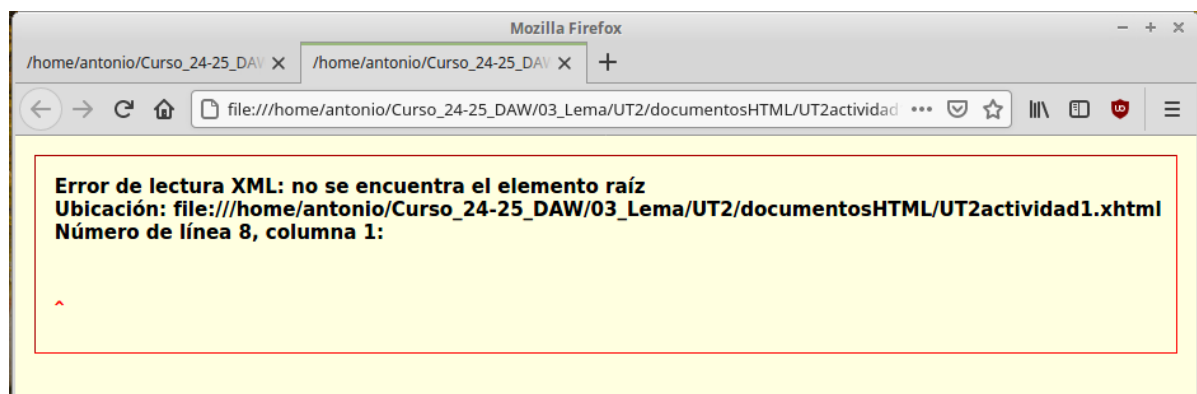 Mozilla Firefox
/home/antonio/Curso_24-25_DAW
/home/antonio/Curso_24-25_DAW
file:///home/antonio/Curso_24-25_DAW/03_Lema/UT2/documentosHTML/UT2actividad
Error de lectura XML: no se encuentra el elemento raíz
Ubicación: file:///home/antonio/Curso_24-25_DAW/03_Lema/UT2/documentosHTML/UT2actividad1.xhtml
Número de línea 8, columna 1:
^